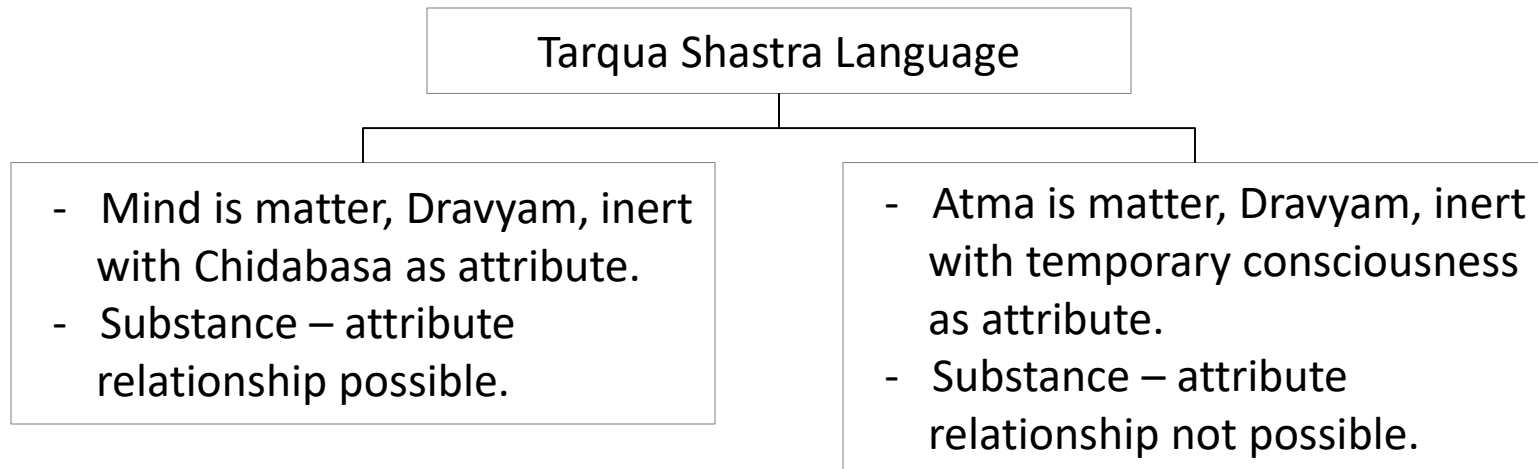 Tarqua Shastra Language
- Mind is matter, Dravyam, inert
with Chidabasa as attribute.
- Substance – attribute
relationship possible.
- Atma is matter, Dravyam, inert
with temporary consciousness
as attribute.
- Substance – attribute
relationship not possible.